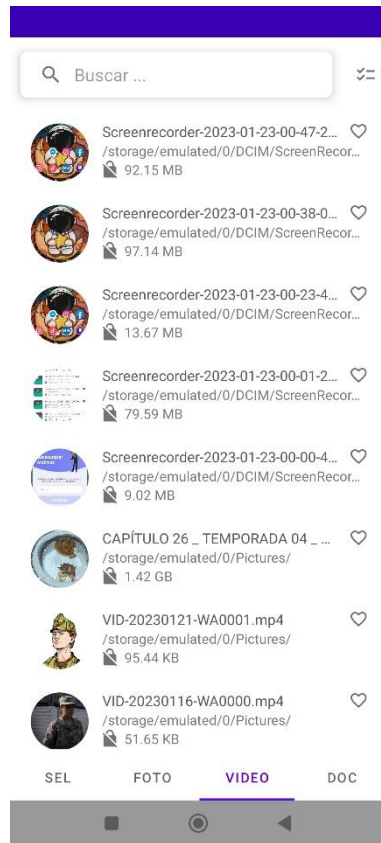 Buscar ...
Screenrecorder-2023-01-23-00-47-2...
/storage/emulated/0/DCIM/ScreenRecor...
92.15 MB
Screenrecorder-2023-01-23-00-38-0...
/storage/emulated/0/DCIM/ScreenRecor...
97.14 MB
Screenrecorder-2023-01-23-00-23-4...
/storage/emulated/0/DCIM/ScreenRecor...
13.67 MB
Screenrecorder-2023-01-23-00-01-2...
/storage/emulated/0/DCIM/ScreenRecor...
79.59 MB
Screenrecorder-2023-01-23-00-00-4...
/storage/emulated/0/DCIM/ScreenRecor...
9.02 MB
CAPÍTULO 26 _ TEMPORADA 04 _ ...
/storage/emulated/0/Pictures/
1.42 GB
VID-20230121-WA0001.mp4
/storage/emulated/0/Pictures/
95.44 KB
VID-20230116-WA0000.mp4
/storage/emulated/0/Pictures/
51.65 KB
SEL FOTO VIDEO DOC